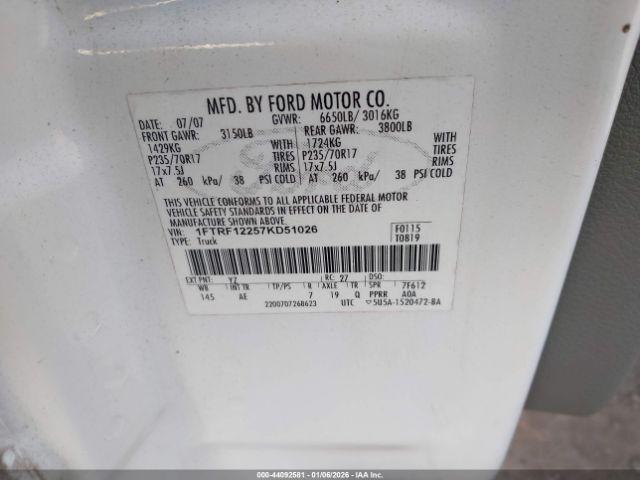 MFD. BY FORD MOTOR CO.
DATE: 07/07 GVWR: 6650LB/ 3016KG
FRONT GAWR: 3150LB REAR GAWR: 3800LB
1429KG WITH 1724KG WITH
P235/70R17 TIRES P235/70R17 TIRES
17x7.5J RIMS 17x7.5J RIMS
AT 260 kPa/ 38 PSI COLD AT 260 kPa/ 38 PSI COLD
THIS VEHICLE CONFORMS TO ALL APPLICABLE FEDERAL MOTOR
VEHICLE SAFETY STANDARDS IN EFFECT ON THE DATE OF
MANUFACTURE SHOWN ABOVE.
VIN: 1FTRF12257KD51026 F0115
TYPE: Truck T0819
EXT PNT: YZ RC: 27 DSO:
WB INT TR TP/PS R AXLE TR SPR 7F612
145 AE 7 19 Q PPRR A0A
2200707268623 UTC 5U5A-1520472-BA
000-44092581 - 01/06/2026 - IAAI.COM